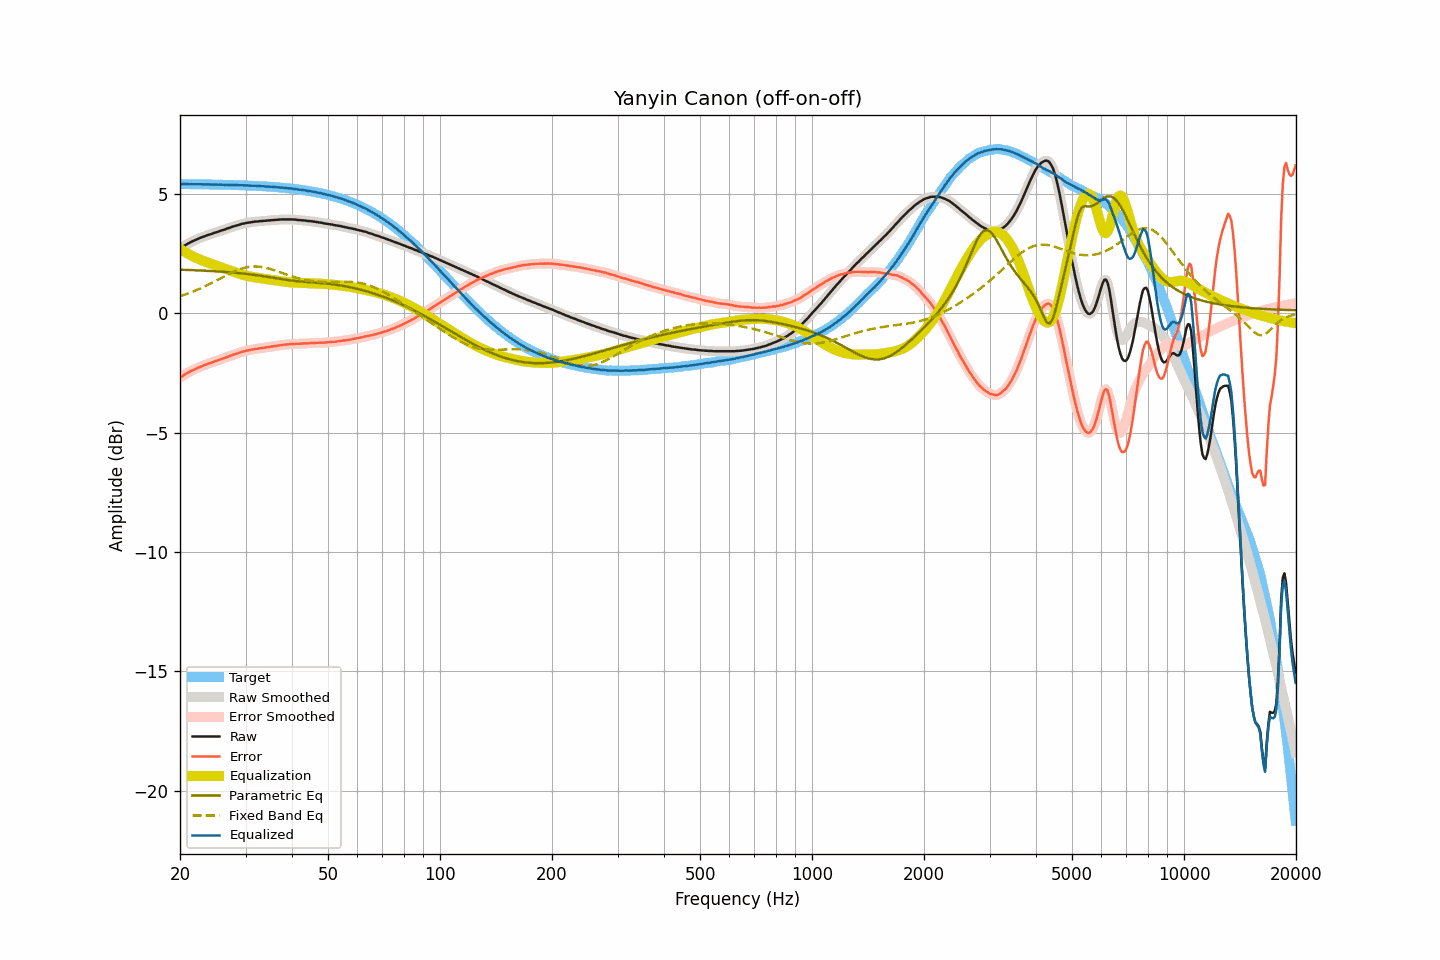 Yanyin Canon (off-on-off)
Amplitude (dBr)
5
0
−5
−10
−15
−20
Target
Raw Smoothed
Error Smoothed
Raw
Error
Equalization
Parametric Eq
Fixed Band Eq
Equalized
20 50 100 200 500 1000 2000 5000 10000 20000
Frequency (Hz)